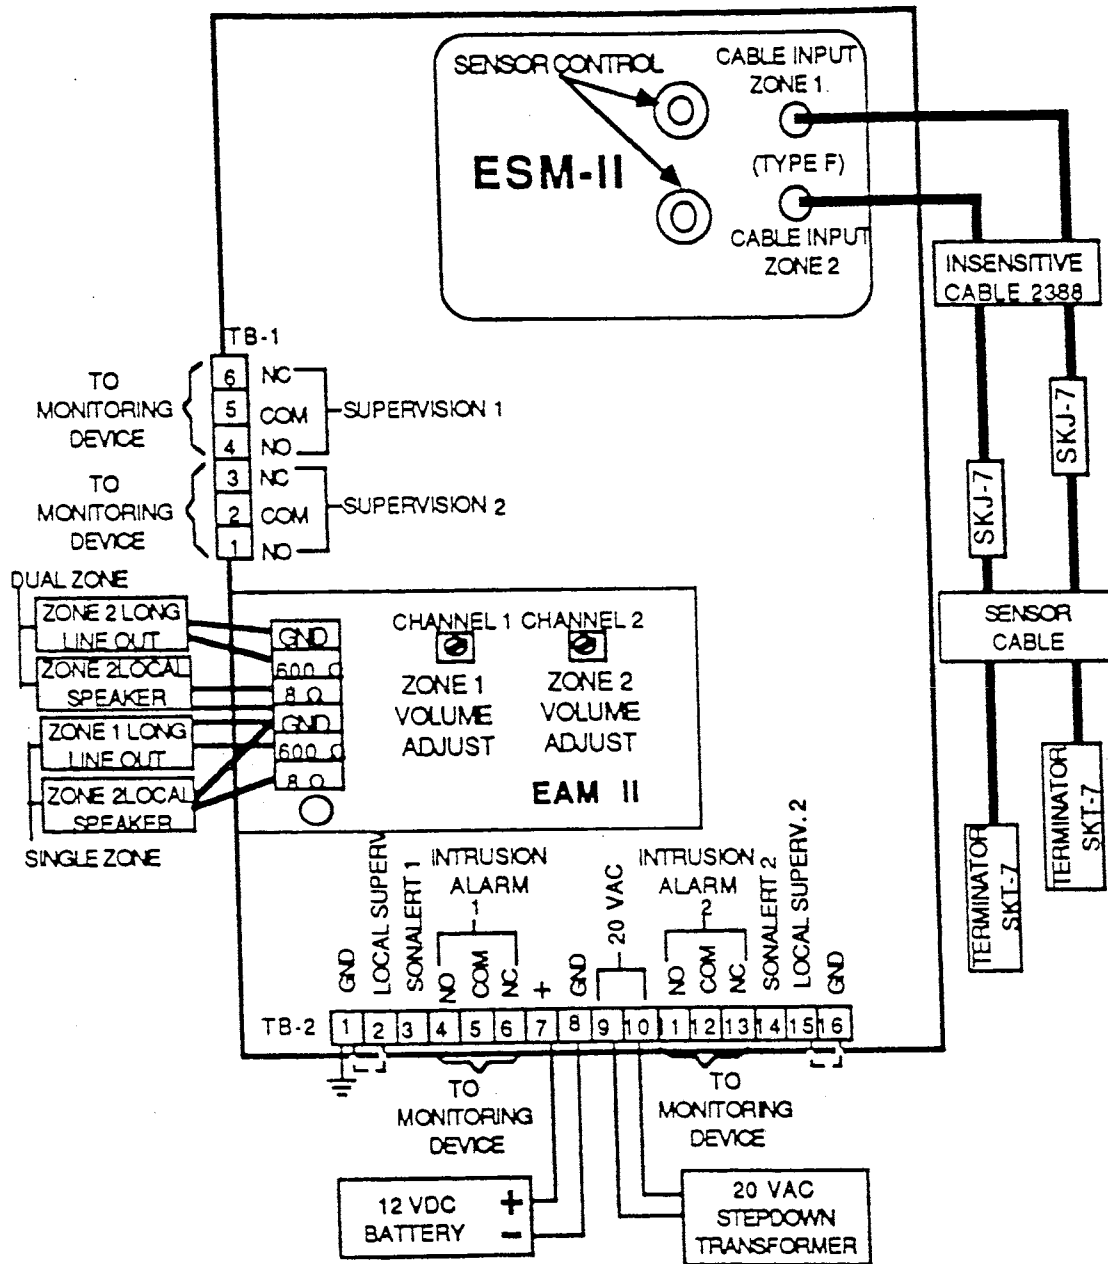 SENSOR CONTROL
CABLE INPUT
ZONE 1.
ESM-II
(TYPE F)
CABLE INPUT
ZONE 2
INSENSITIVE
CABLE 2388
SKJ-7
SKJ-7
SENSOR
CABLE
TERMINATOR
SKT-7
TERMINATOR
SKT-7
TB-1
TO
MONITORING
DEVICE
6 NC
5 COM
4 NO
SUPERVISION 1
TO
MONITORING
DEVICE
3 NC
2 COM
1 NO
SUPERVISION 2
DUAL ZONE
ZONE 2 LONG
LINE OUT
ZONE 2LOCAL
SPEAKER
ZONE 1 LONG
LINE OUT
ZONE 2LOCAL
SPEAKER
SINGLE ZONE
GND
600 Ω
8 Ω
GND
600 Ω
8 Ω
CHANNEL 1 CHANNEL 2
ZONE 1
VOLUME
ADJUST
ZONE 2
VOLUME
ADJUST
EAM II
GND
LOCAL SUPERV
SONALERT 1
INTRUSION
ALARM
1
NO
COM
NC
+
GND
20 VAC
INTRUSION
ALARM
2
NO
COM
NC
SONALERT 2
LOCAL SUPERV. 2
GND
TB-2 1 2 3 4 5 6 7 8 9 10 11 12 13 14 15 16
TO
MONITORING
DEVICE
TO
MONITORING
DEVICE
12 VDC +
BATTERY -
20 VAC
STEPDOWN
TRANSFORMER